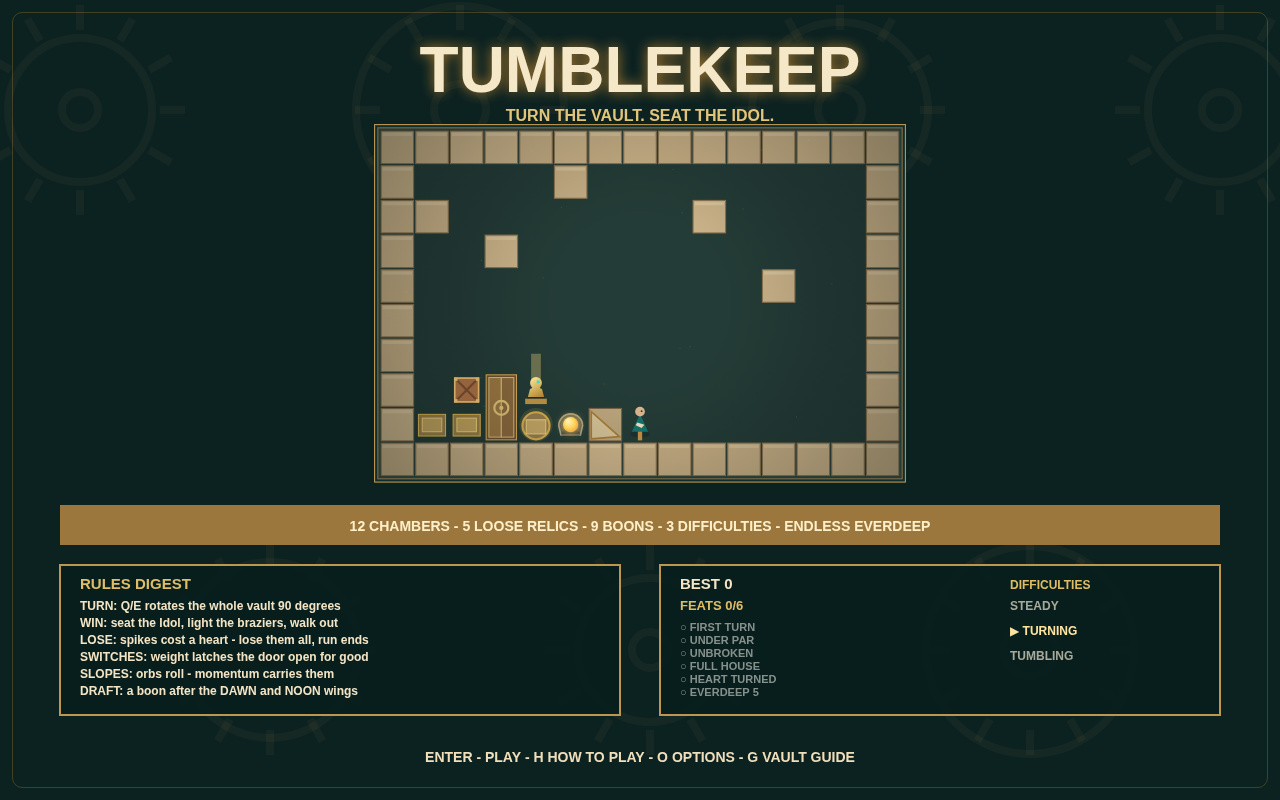 TUMBLEKEEP
TURN THE VAULT. SEAT THE IDOL.
12 CHAMBERS - 5 LOOSE RELICS - 9 BOONS - 3 DIFFICULTIES - ENDLESS EVERDEEP
RULES DIGEST
TURN: Q/E rotates the whole vault 90 degrees
WIN: seat the Idol, light the braziers, walk out
LOSE: spikes cost a heart - lose them all, run ends
SWITCHES: weight latches the door open for good
SLOPES: orbs roll - momentum carries them
DRAFT: a boon after the DAWN and NOON wings
BEST 0
FEATS 0/6
○ FIRST TURN
○ UNDER PAR
○ UNBROKEN
○ FULL HOUSE
○ HEART TURNED
○ EVERDEEP 5
DIFFICULTIES
STEADY
▶ TURNING
TUMBLING
ENTER - PLAY - H HOW TO PLAY - O OPTIONS - G VAULT GUIDE